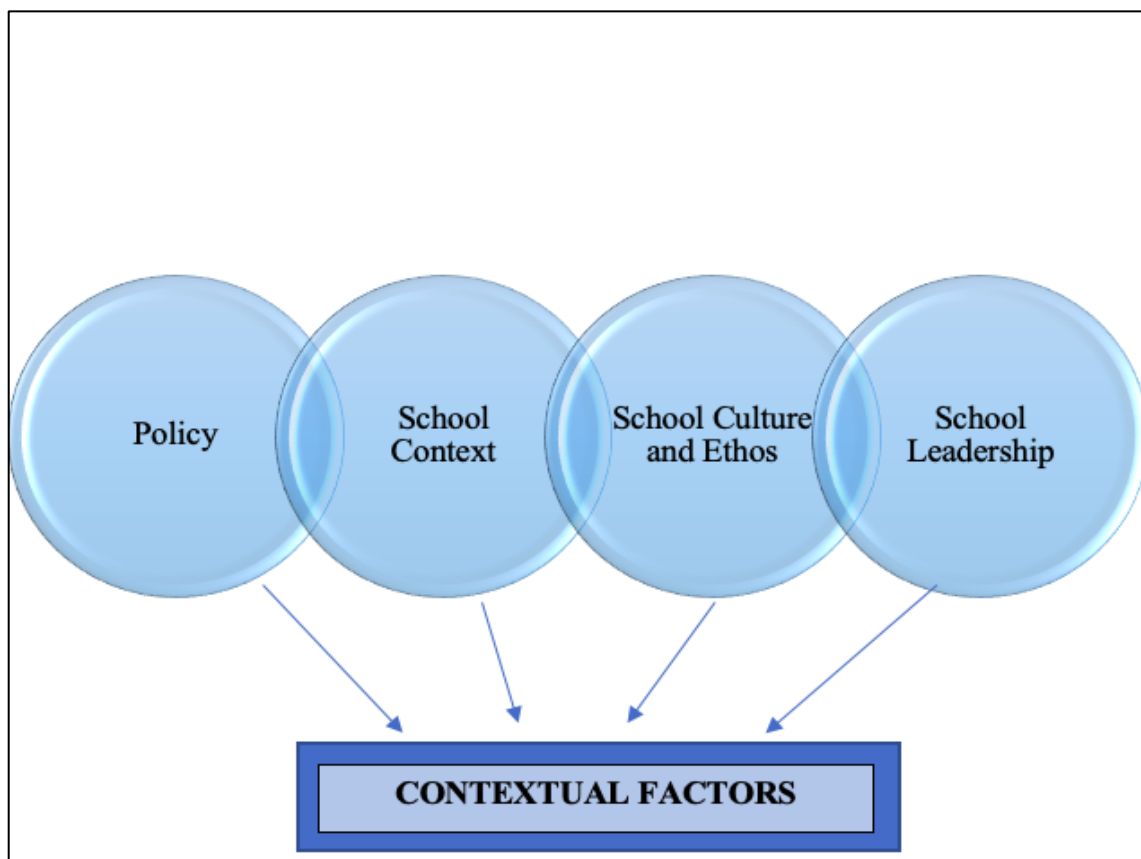 Policy
School
Context
School Culture
and Ethos
School
Leadership
CONTEXTUAL FACTORS